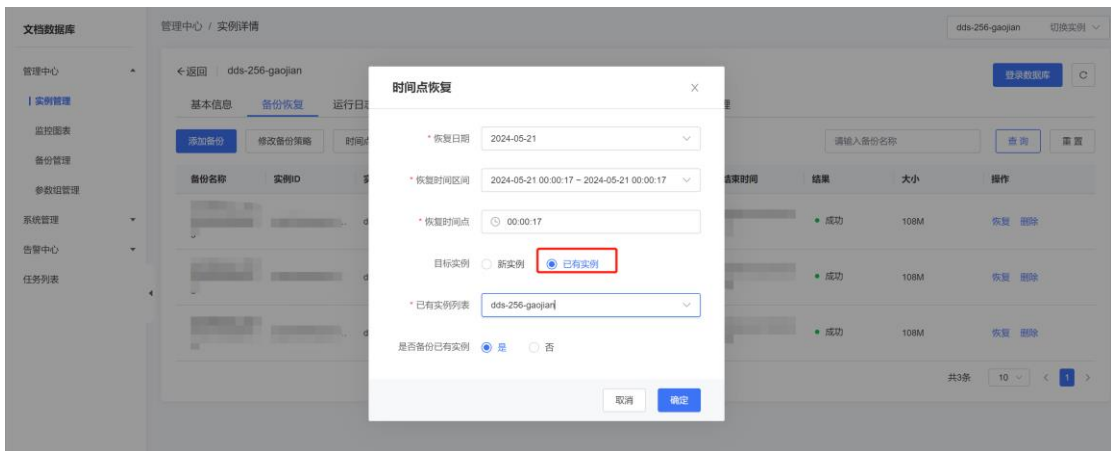 文档数据库
管理中心 / 实例详情
dds-256-gaojian 切换实例
管理中心
实例管理
监控图表
备份管理
参数组管理
系统管理
告警中心
任务列表
←返回 dds-256-gaojian
登录数据库
C
基本信息 备份恢复 运行日
理
添加备份 修改备份策略 时间点
请输入备份名称 查询 重置
备份名称 实例ID 结束时间 结果 大小 操作
成功 108M 恢复 删除
成功 108M 恢复 删除
成功 108M 恢复 删除
共3条 10 < 1 >
时间点恢复
* 恢复日期 2024-05-21
* 恢复时间区间 2024-05-21 00:00:17 ~ 2024-05-21 00:00:17
* 恢复时间点 00:00:17
目标实例 新实例 已有实例
* 已有实例列表 dds-256-gaojian
是否备份已有实例 是 否
取消 确定